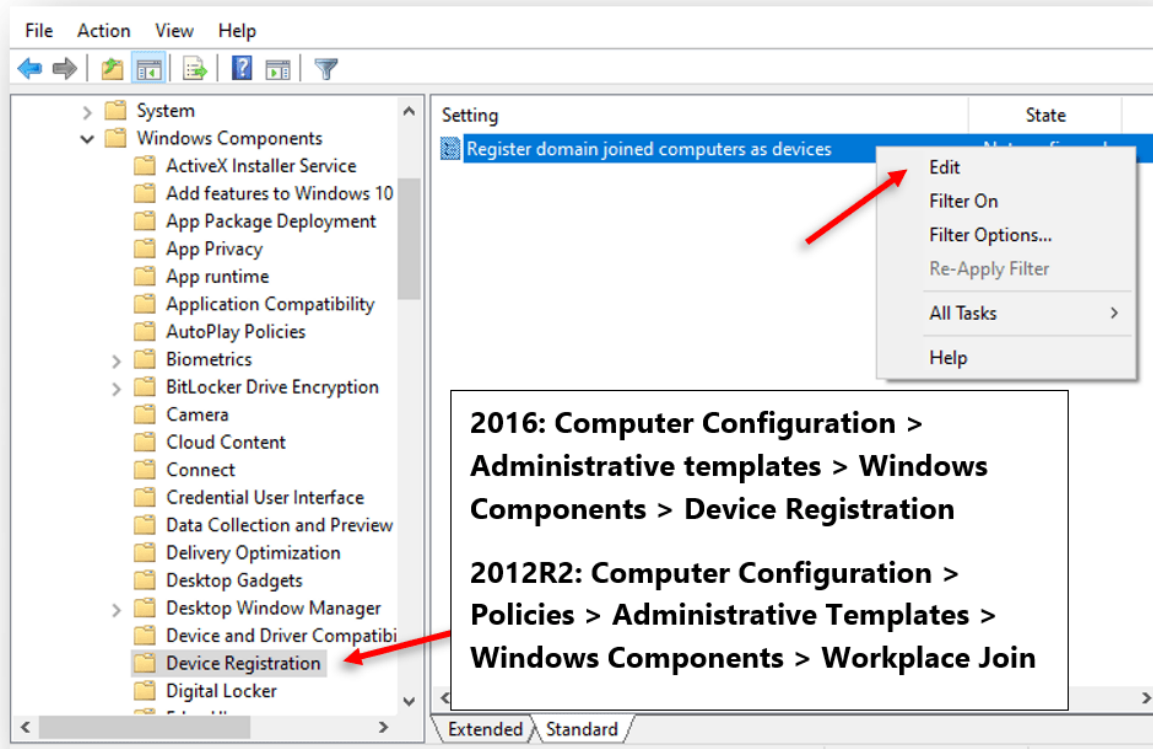 File Action View Help
System
Windows Components
ActiveX Installer Service
Add features to Windows 10
App Package Deployment
App Privacy
App runtime
Application Compatibility
AutoPlay Policies
Biometrics
BitLocker Drive Encryption
Camera
Cloud Content
Connect
Credential User Interface
Data Collection and Preview
Delivery Optimization
Desktop Gadgets
Desktop Window Manager
Device and Driver Compatibi
Device Registration
Digital Locker
Setting State
Register domain joined computers as devices
Edit
Filter On
Filter Options...
Re-Apply Filter
All Tasks
Help
2016: Computer Configuration >
Administrative templates > Windows
Components > Device Registration
2012R2: Computer Configuration >
Policies > Administrative Templates >
Windows Components > Workplace Join
Extended Standard